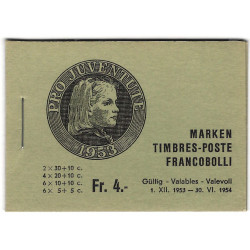 PRO JUVENTUTE
1953
2 × 30 + 10 c.
4 × 20 + 10 c.
6 × 10 + 10 c.
6 × 5 + 5 c.
Fr. 4.-
MARKEN
TIMBRES-POSTE
FRANCOBOLLI
Gültig - Valables - Valevoli
1. XII. 1953 — 30. VI. 1954